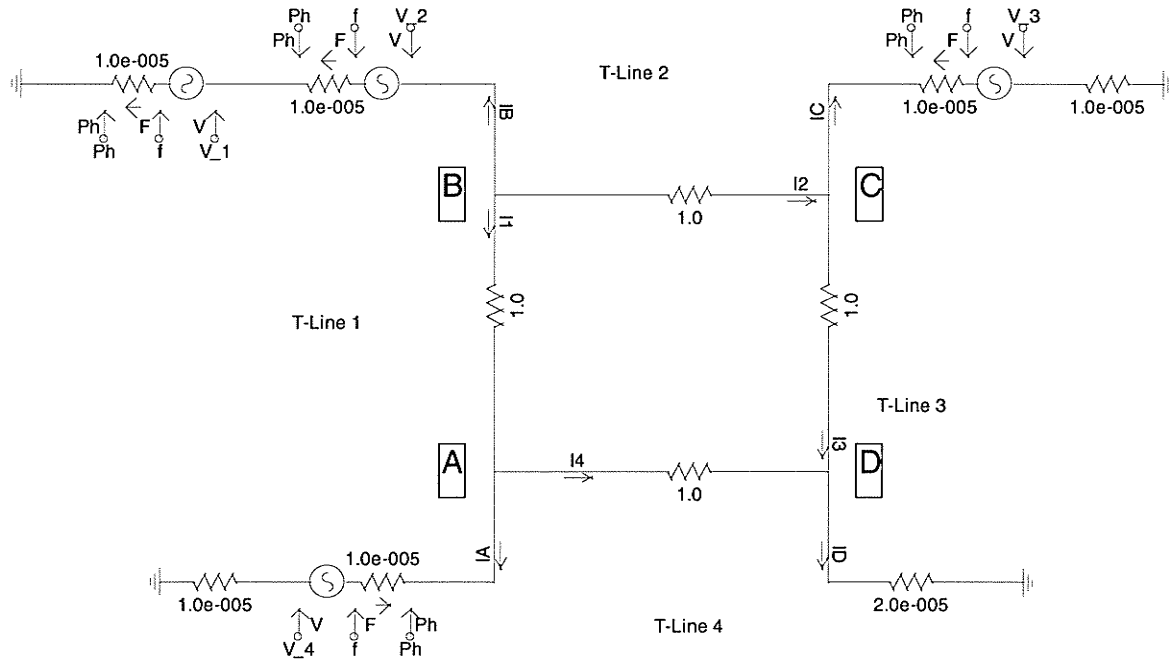 Ph f V_2
Ph F V
1.0e-005
1.0e-005
Ph F V
Ph f V_1
T-Line 2
Ph f V_3
Ph F V
1.0e-005 1.0e-005
IB
IC
B
I1
1.0
I2
C
1.0
1.0
T-Line 1
T-Line 3
A
I4
1.0
I3
D
IA
1.0e-005
1.0e-005
V F Ph
V_4 f Ph
ID
2.0e-005
T-Line 4